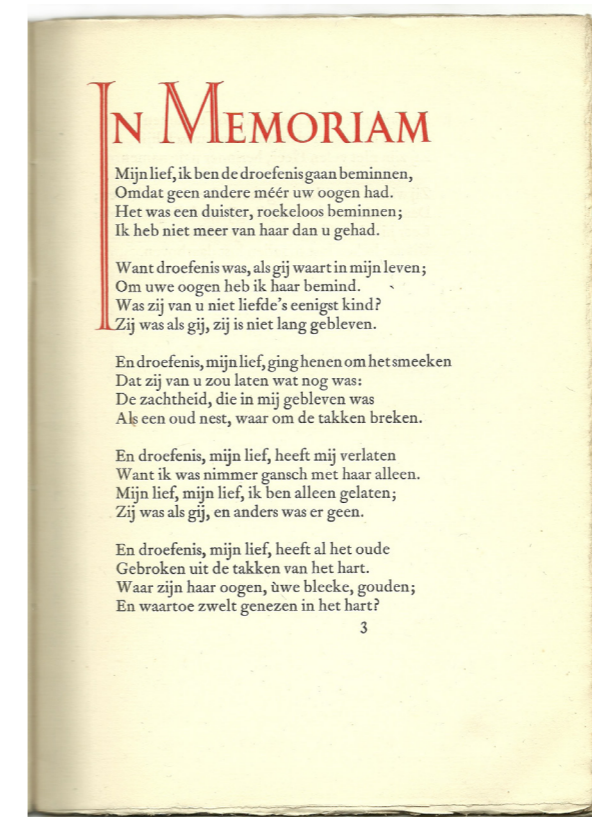 IN MEMORIAM
Mijn lief, ik ben de droefenis gaan beminnen,
Omdat geen andere méér uw oogen had.
Het was een duister, roekeloos beminnen;
Ik heb niet meer van haar dan u gehad.
Want droefenis was, als gij waart in mijn leven;
Om uwe oogen heb ik haar bemind.
Was zij van u niet liefde's eenigst kind?
Zij was als gij, zij is niet lang gebleven.
En droefenis, mijn lief, ging henen om het smeeken
Dat zij van u zou laten wat nog was:
De zachtheid, die in mij gebleven was
Als een oud nest, waar om de takken breken.
En droefenis, mijn lief, heeft mij verlaten
Want ik was nimmer gansch met haar alleen.
Mijn lief, mijn lief, ik ben alleen gelaten;
Zij was als gij, en anders was er geen.
En droefenis, mijn lief, heeft al het oude
Gebroken uit de takken van het hart.
Waar zijn haar oogen, ùwe bleeke, gouden;
En waartoe zwelt genezen in het hart?
3